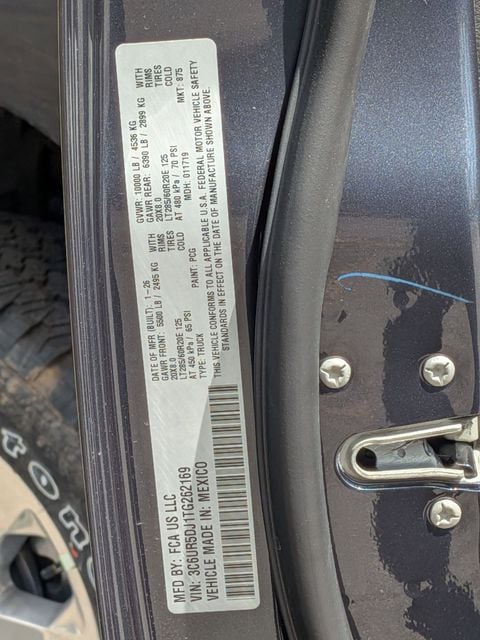 MFD BY: FCA US LLC
DATE OF MFR (BUILT): 1-26
GVWR: 10000 LB / 4536 KG
GAWR FRONT: 5500 LB / 2495 KG WITH
20X8.0 RIMS
LT285/60R20E 125 TIRES
AT 450 kPa / 65 PSI COLD
GAWR REAR: 6390 LB / 2899 KG WITH
20X8.0 RIMS
LT285/60R20E 125 TIRES
AT 480 kPa / 70 PSI COLD
MDH: 011719 MKT: 875
TYPE: TRUCK PAINT: PCG
THIS VEHICLE CONFORMS TO ALL APPLICABLE U.S.A. FEDERAL MOTOR VEHICLE SAFETY
STANDARDS IN EFFECT ON THE DATE OF MANUFACTURE SHOWN ABOVE.
VIN: 3C6UR5DJ1TG262169
VEHICLE MADE IN: MEXICO